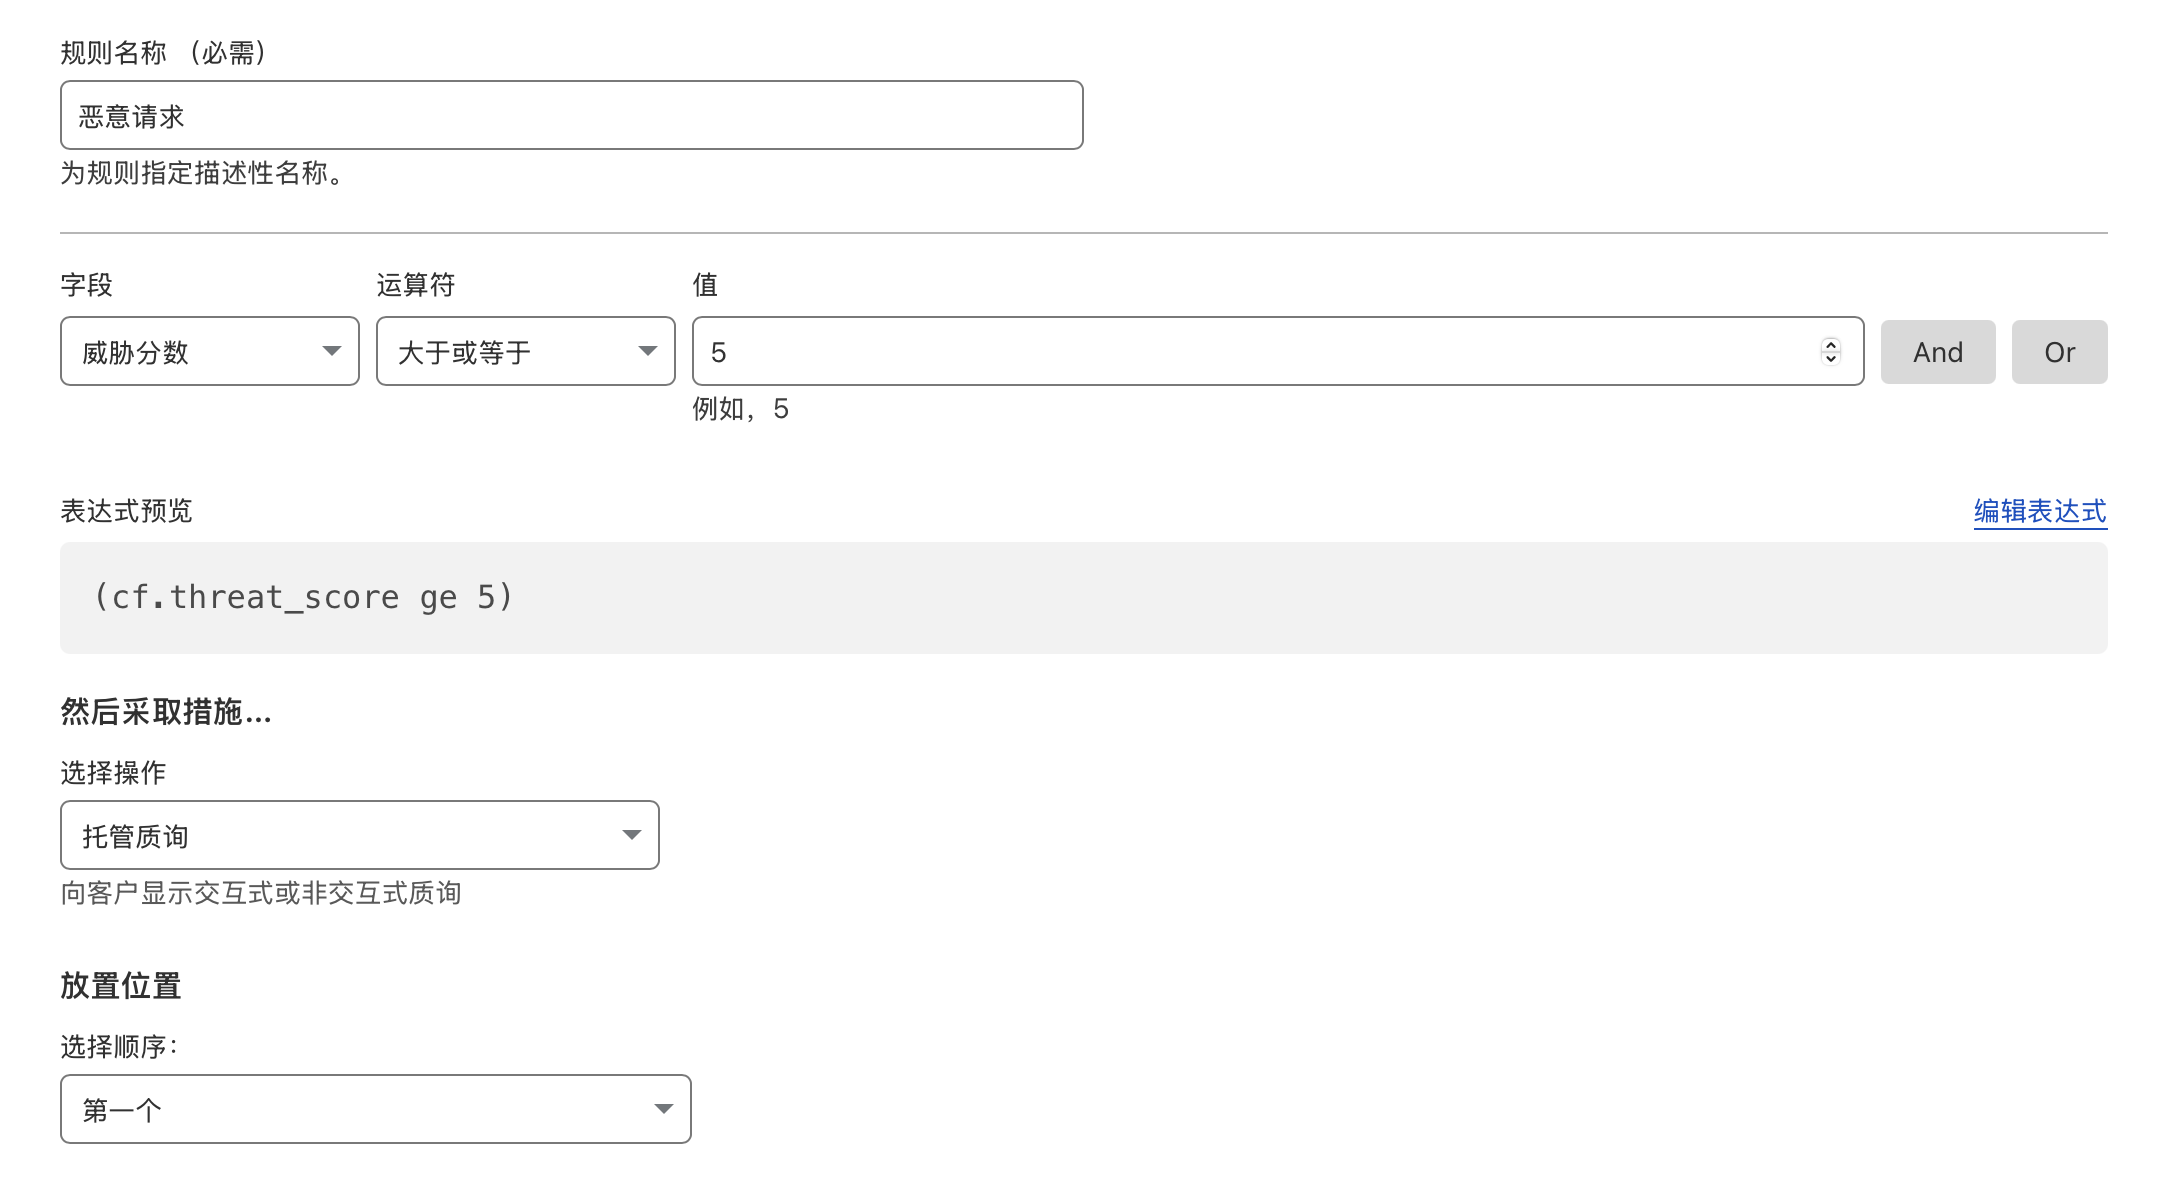 规则名称 （必需）
恶意请求
为规则指定描述性名称。
字段 运算符 值
威胁分数 大于或等于 5 And Or
例如，5
表达式预览 编辑表达式
(cf.threat_score ge 5)
然后采取措施...
选择操作
托管质询
向客户显示交互式或非交互式质询
放置位置
选择顺序：
第一个